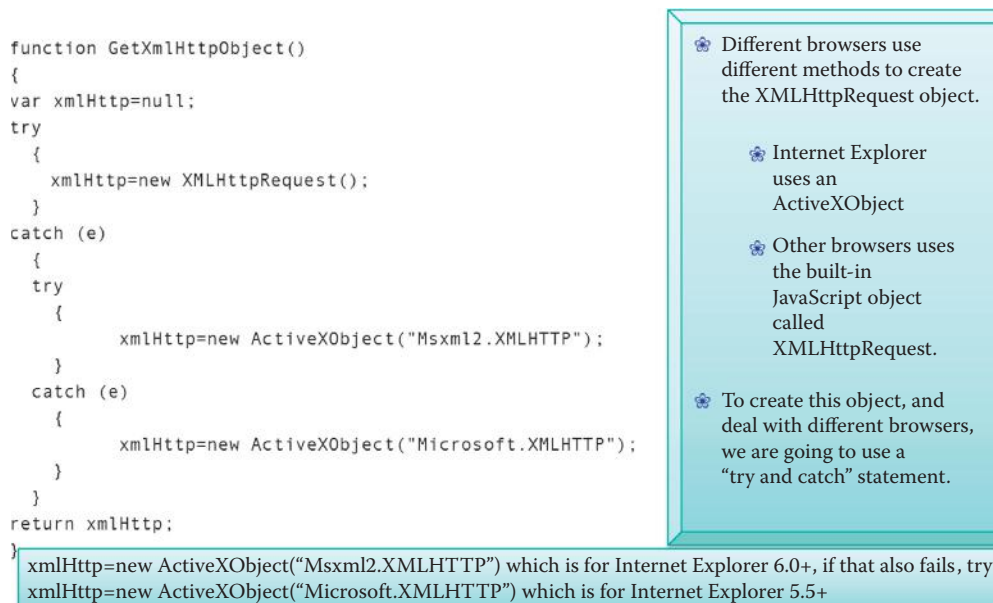 function GetXmlHttpObject()
{
var xmlHttp=null;
try
{
xmlHttp=new XMLHttpRequest();
}
catch (e)
{
try
{
xmlHttp=new ActiveXObject("Msxml2.XMLHTTP");
}
catch (e)
{
xmlHttp=new ActiveXObject("Microsoft.XMLHTTP");
}
}
return xmlHttp;
}
Different browsers use
different methods to create
the XMLHttpRequest object.
Internet Explorer
uses an
ActiveXObject
Other browsers uses
the built-in
JavaScript object
called
XMLHttpRequest.
To create this object, and
deal with different browsers,
we are going to use a
“try and catch” statement.
xmlHttp=new ActiveXObject(“Msxml2.XMLHTTP”) which is for Internet Explorer 6.0+, if that also fails, try
xmlHttp=new ActiveXObject(“Microsoft.XMLHTTP”) which is for Internet Explorer 5.5+